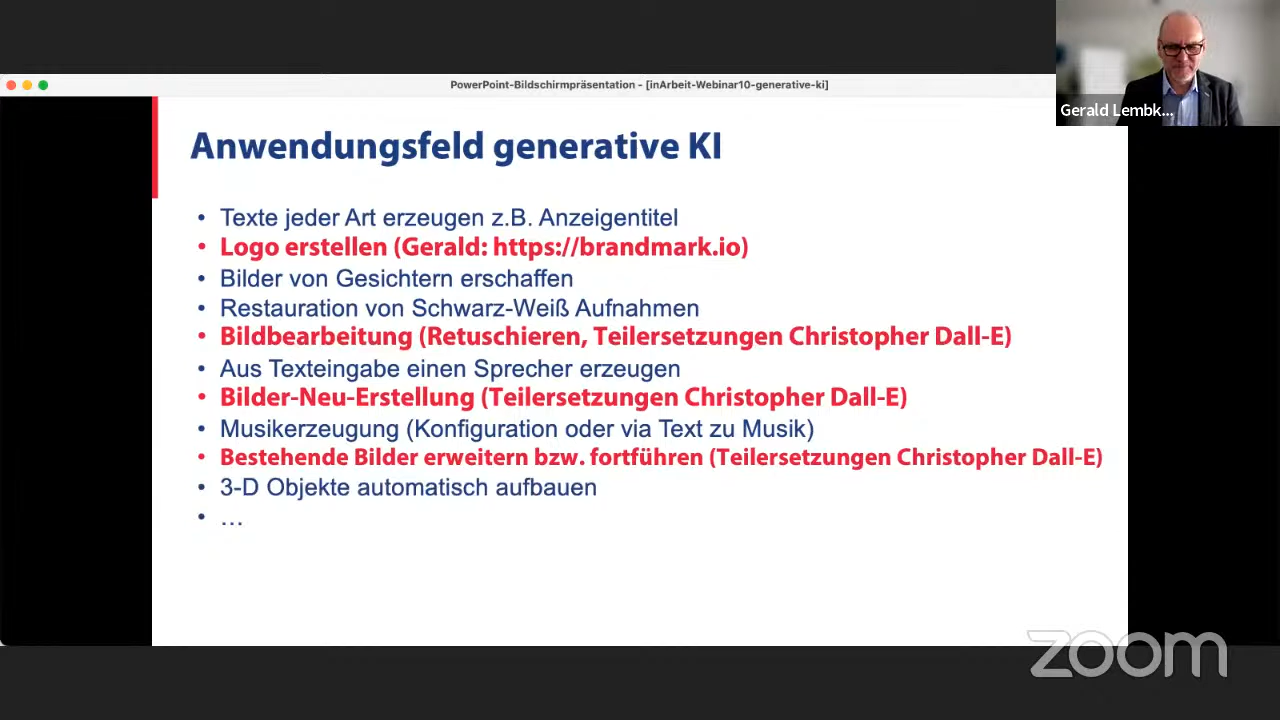 PowerPoint-Bildschirmpräsentation - [inArbeit-Webinar10-generative-ki]
Gerald Lembk...
Anwendungsfeld generative KI
• Texte jeder Art erzeugen z.B. Anzeigentitel
• Logo erstellen (Gerald: https://brandmark.io)
• Bilder von Gesichtern erschaffen
• Restauration von Schwarz-Weiß Aufnahmen
• Bildbearbeitung (Retuschieren, Teilersetzungen Christopher Dall-E)
• Aus Texteingabe einen Sprecher erzeugen
• Bilder-Neu-Erstellung (Teilersetzungen Christopher Dall-E)
• Musikerzeugung (Konfiguration oder via Text zu Musik)
• Bestehende Bilder erweitern bzw. fortführen (Teilersetzungen Christopher Dall-E)
• 3-D Objekte automatisch aufbauen
• …
zoom